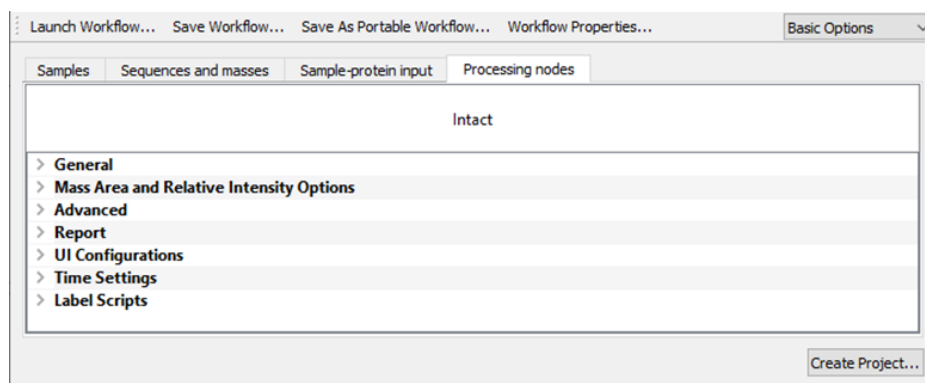 Launch Workflow... Save Workflow... Save As Portable Workflow... Workflow Properties... Basic Options
Samples Sequences and masses Sample-protein input Processing nodes
Intact
General
Mass Area and Relative Intensity Options
Advanced
Report
UI Configurations
Time Settings
Label Scripts
Create Project...